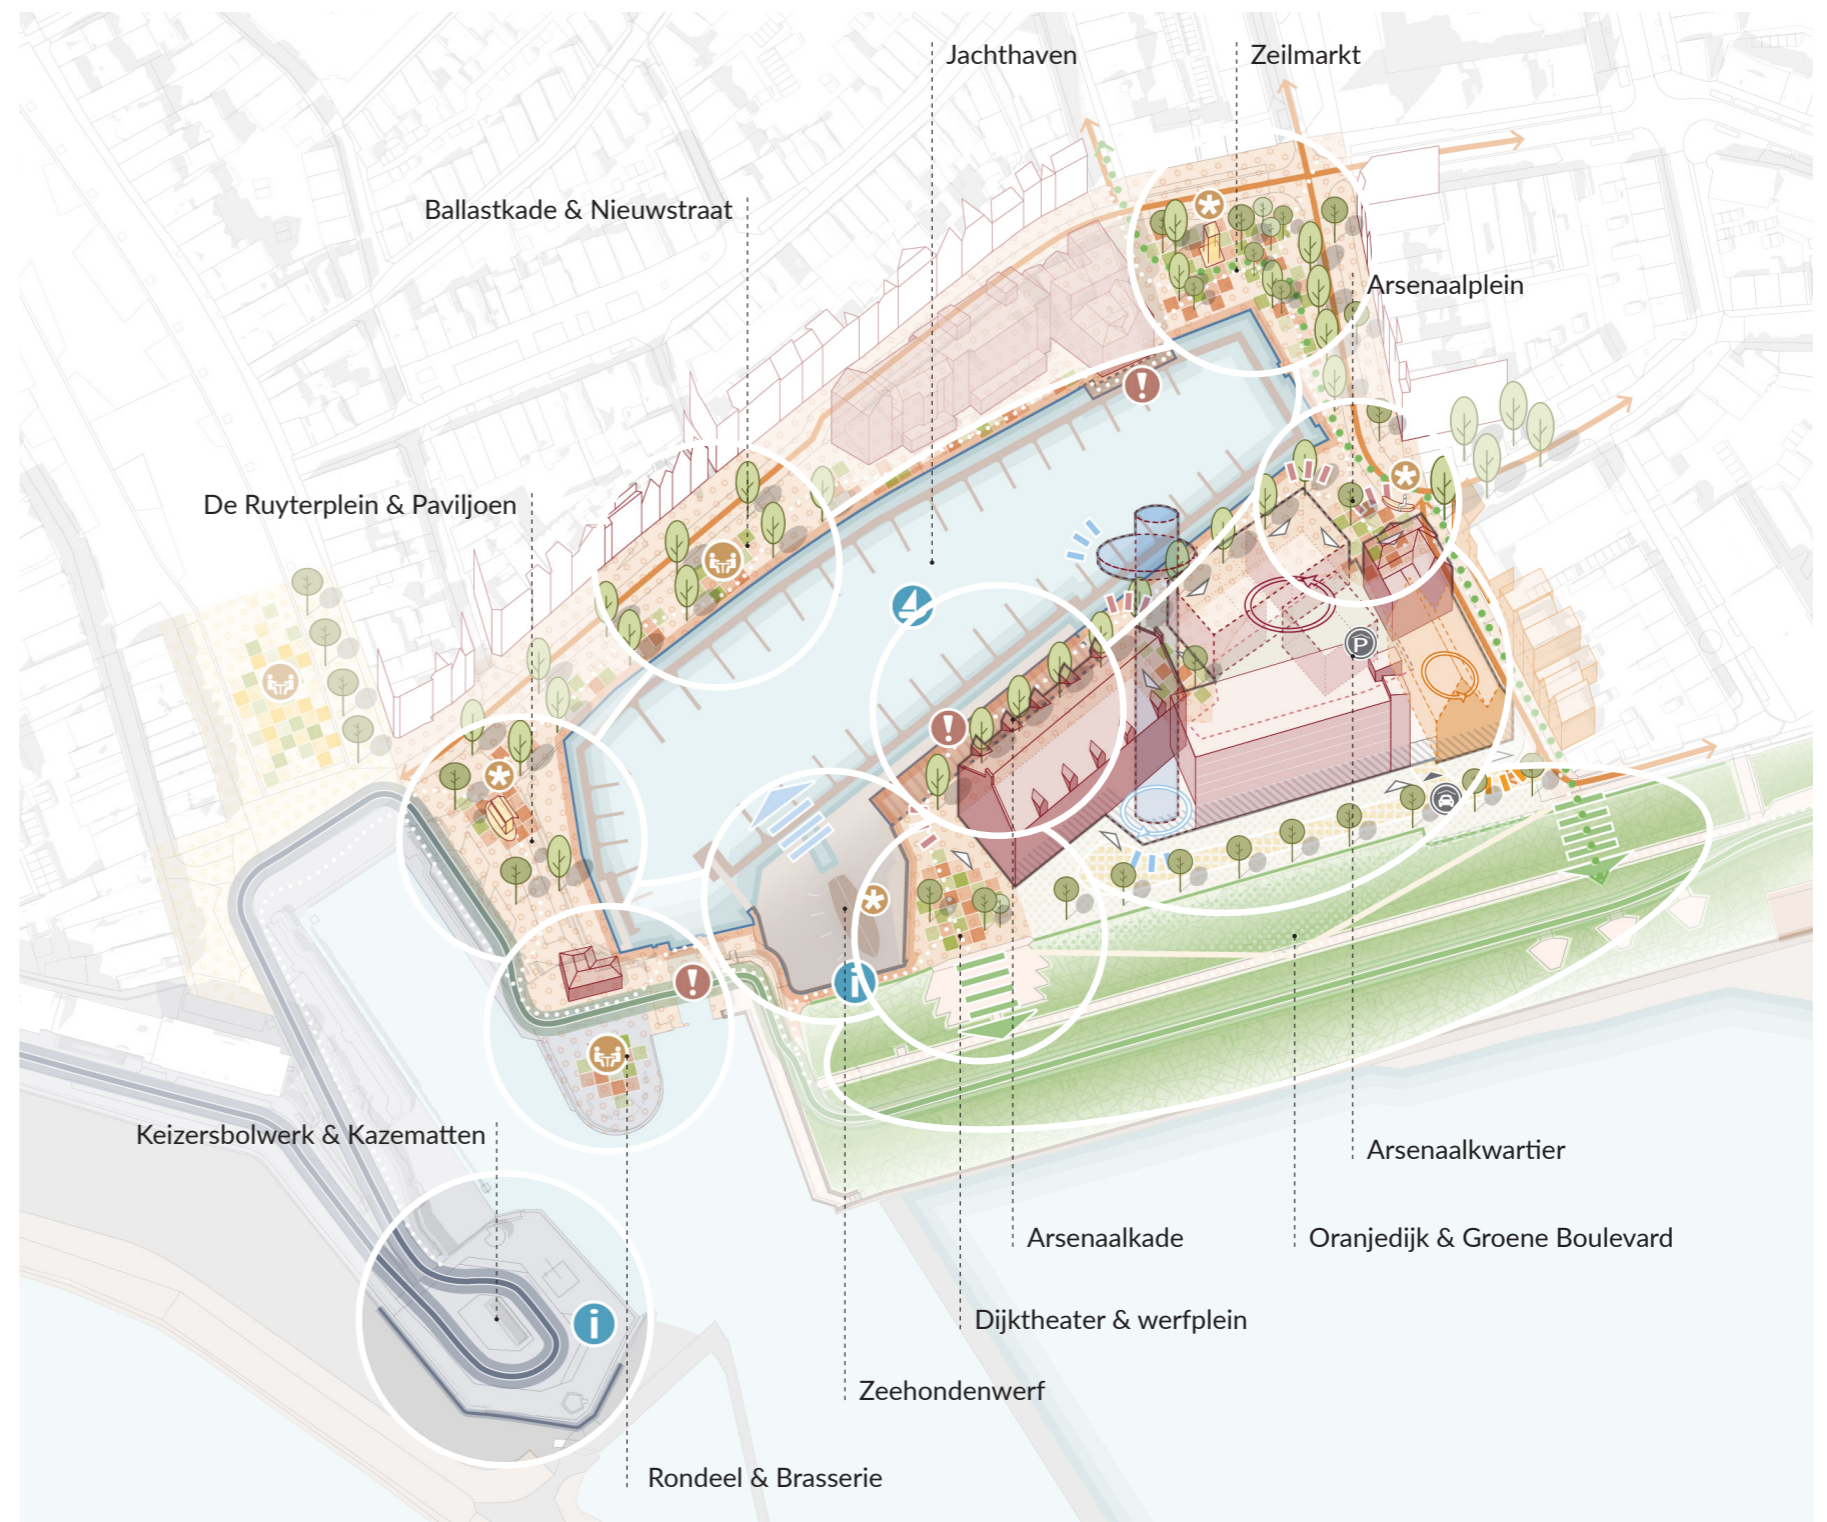 Jachthaven
Zeilmarkt
Ballastkade & Nieuwstraat
Arsenaalplein
De Ruyterplein & Paviljoen
P
Keizersbolwerk & Kazematten
Arsenaalkwartier
Arsenaalkade
Oranjedijk & Groene Boulevard
Dijktheater & werfplein
Zeehondenwerf
Rondeel & Brasserie
! 
!
!
i
i